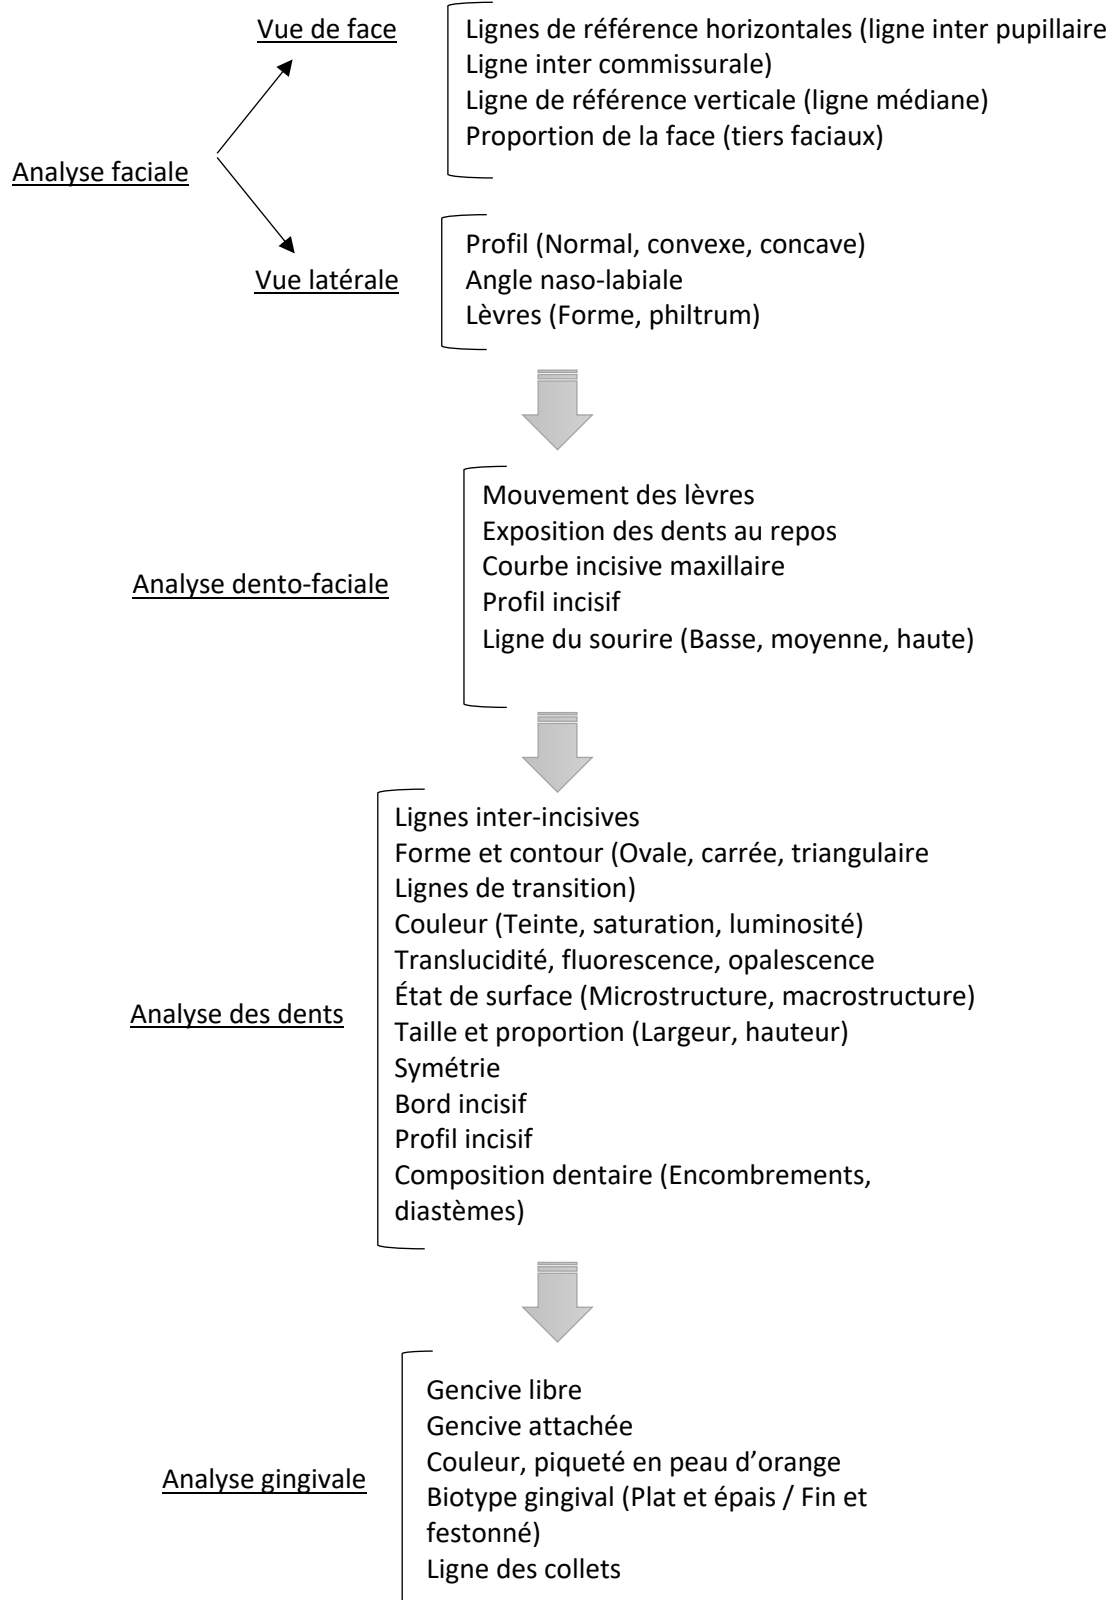 Analyse faciale
Vue de face
Lignes de référence horizontales (ligne inter pupillaire
Ligne inter commissurale)
Ligne de référence verticale (ligne médiane)
Proportion de la face (tiers faciaux)
Vue latérale
Profil (Normal, convexe, concave)
Angle naso-labiale
Lèvres (Forme, philtrum)
Analyse dento-faciale
Mouvement des lèvres
Exposition des dents au repos
Courbe incisive maxillaire
Profil incisif
Ligne du sourire (Basse, moyenne, haute)
Analyse des dents
Lignes inter-incisives
Forme et contour (Ovale, carrée, triangulaire
Lignes de transition)
Couleur (Teinte, saturation, luminosité)
Translucidité, fluorescence, opalescence
État de surface (Microstructure, macrostructure)
Taille et proportion (Largeur, hauteur)
Symétrie
Bord incisif
Profil incisif
Composition dentaire (Encombrements,
diastèmes)
Analyse gingivale
Gencive libre
Gencive attachée
Couleur, piqueté en peau d’orange
Biotype gingival (Plat et épais / Fin et
festonné)
Ligne des collets